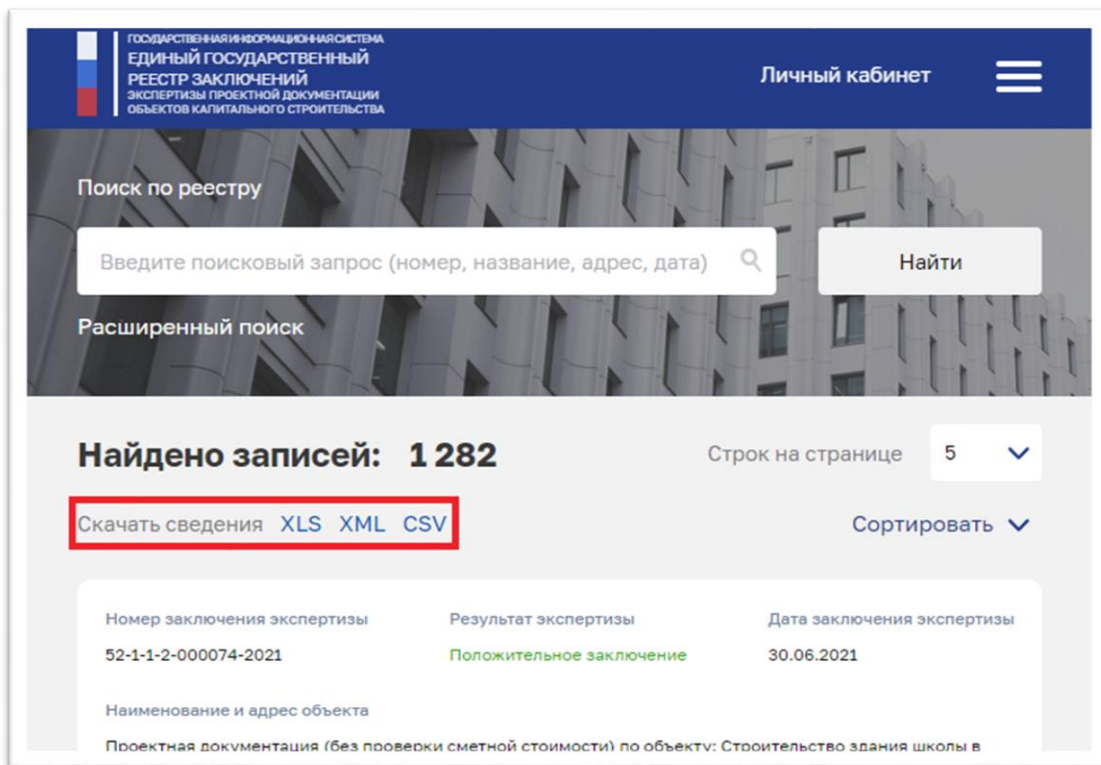 ГОСУДАРСТВЕННАЯ ИНФОРМАЦИОННАЯ СИСТЕМА
ЕДИНЫЙ ГОСУДАРСТВЕННЫЙ
РЕЕСТР ЗАКЛЮЧЕНИЙ
ЭКСПЕРТИЗЫ ПРОЕКТНОЙ ДОКУМЕНТАЦИИ
ОБЪЕКТОВ КАПИТАЛЬНОГО СТРОИТЕЛЬСТВА
Личный кабинет
Поиск по реестру
Введите поисковый запрос (номер, название, адрес, дата)
Найти
Расширенный поиск
Найдено записей: 1 282
Строк на странице 5
Скачать сведения XLS XML CSV
Сортировать
Номер заключения экспертизы Результат экспертизы Дата заключения экспертизы
52-1-1-2-000074-2021 Положительное заключение 30.06.2021
Наименование и адрес объекта
Проектная документация (без проверки сметной стоимости) по объекту: Строительство здания школы в